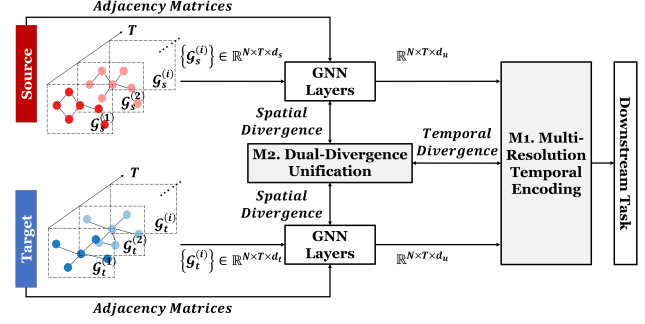 Adjacency Matrices
Source
T
𝒢_s^(i)
𝒢_s^(2)
𝒢_s^(1)
{𝒢_s^(i)} ∈ ℝ^{N×T×d_s}
GNN
Layers
ℝ^{N×T×d_u}
Spatial
Divergence
M2. Dual-Divergence
Unification
Temporal
Divergence
M1. Multi-
Resolution
Temporal
Encoding
Downstream Task
Spatial
Divergence
Target
T
𝒢_t^(i)
𝒢_t^(2)
𝒢_t^(1)
{𝒢_t^(i)} ∈ ℝ^{N×T×d_t}
GNN
Layers
ℝ^{N×T×d_u}
Adjacency Matrices